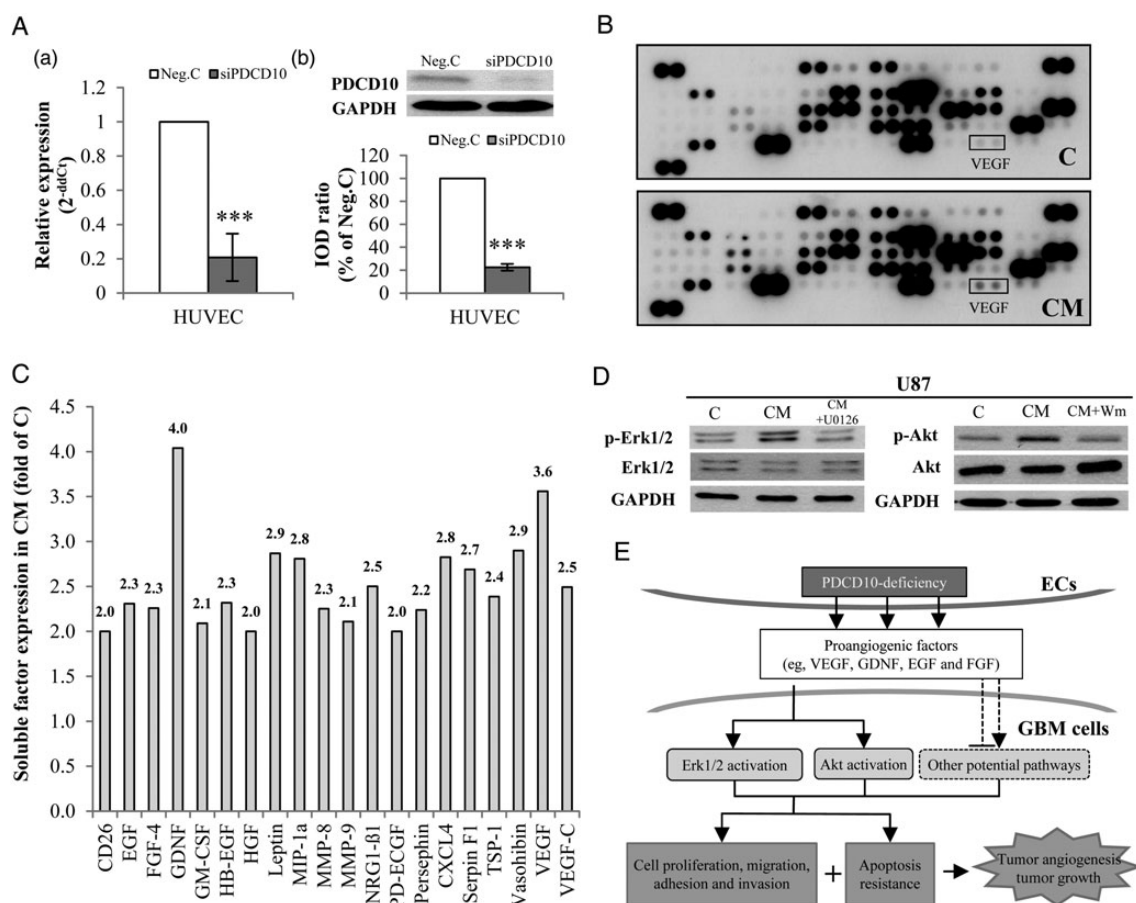 A
(a)
Neg.C siPDCD10
Relative expression
(2-ddCt)
1.2
1
0.8
0.6
0.4
0.2
0
***
HUVEC
(b)
Neg.C siPDCD10
PDCD10
GAPDH
Neg.C siPDCD10
IOD ratio
(% of Neg.C)
120
100
80
60
40
20
0
***
HUVEC
B
VEGF
C
VEGF
CM
C
Soluble factor expression in CM (fold of C)
4.5
4.0
3.5
3.0
2.5
2.0
1.5
1.0
0.5
0.0
2.0
2.3
2.3
4.0
2.1
2.3
2.0
2.9
2.8
2.3
2.1
2.5
2.0
2.2
2.8
2.7
2.4
2.9
3.6
2.5
CD26
EGF
FGF-4
GDNF
GM-CSF
HB-EGF
HGF
Leptin
MIP-1a
MMP-8
MMP-9
NRG1-ß1
PD-ECGF
Persephin
CXCL4
Serpin F1
TSP-1
Vasohibin
VEGF
VEGF-C
D
U87
C CM CM
+U0126
p-Erk1/2
Erk1/2
GAPDH
C CM CM+Wm
p-Akt
Akt
GAPDH
E
PDCD10-deficiency
ECs
Proangiogenic factors
(eg, VEGF, GDNF, EGF and FGF)
GBM cells
Erk1/2 activation
Akt activation
Other potential pathways
Cell proliferation, migration,
adhesion and invasion
+
Apoptosis
resistance
Tumor angiogenesis
tumor growth